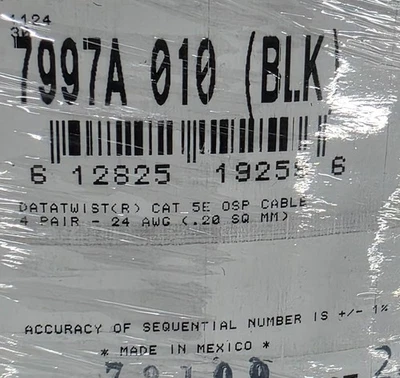 1124
7997A 010 (BLK)
6 12825 19259 6
DATATWIST(R) CAT 5E OSP CABLE
4 PAIR - 24 AWG (.20 SQ MM)
ACCURACY OF SEQUENTIAL NUMBER IS +/- 1%
* MADE IN MEXICO *